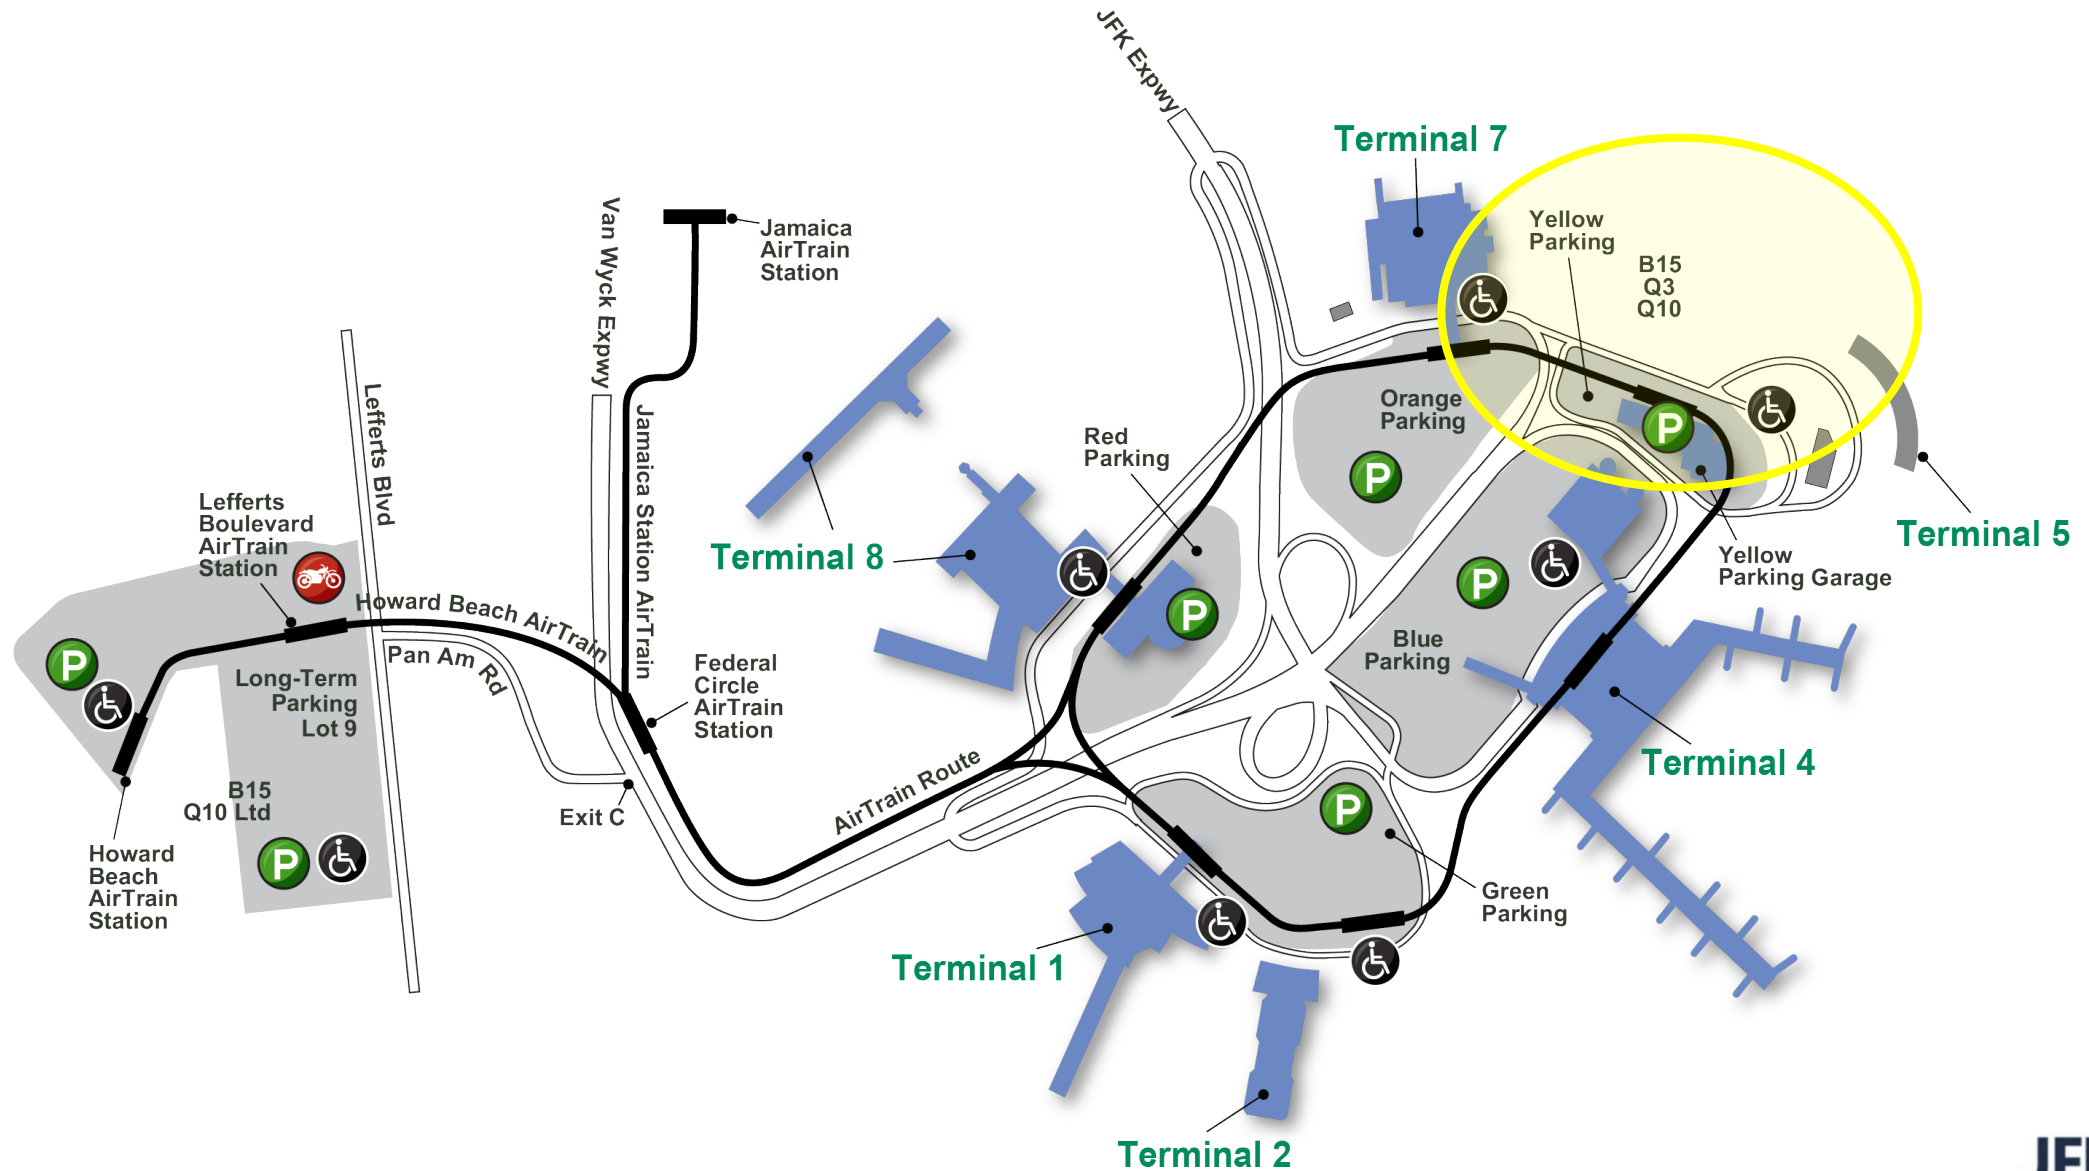 JFK Expwy
Terminal 7
Yellow
Parking
B15
Q3
Q10
Van Wyck Expwy
Jamaica
AirTrain
Station
Orange
Parking
Lefferts Blvd
Jamaica Station AirTrain
Red
Parking
Lefferts
Boulevard
AirTrain
Station
Terminal 8
Terminal 5
Yellow
Parking Garage
Howard Beach AirTrain
P
P
P
P
P
P
P
Pan Am Rd
Blue
Parking
Long-Term
Parking
Lot 9
Federal
Circle
AirTrain
Station
Terminal 4
AirTrain Route
B15
Q10 Ltd
Exit C
Howard
Beach
AirTrain
Station
P
Green
Parking
Terminal 1
Terminal 2